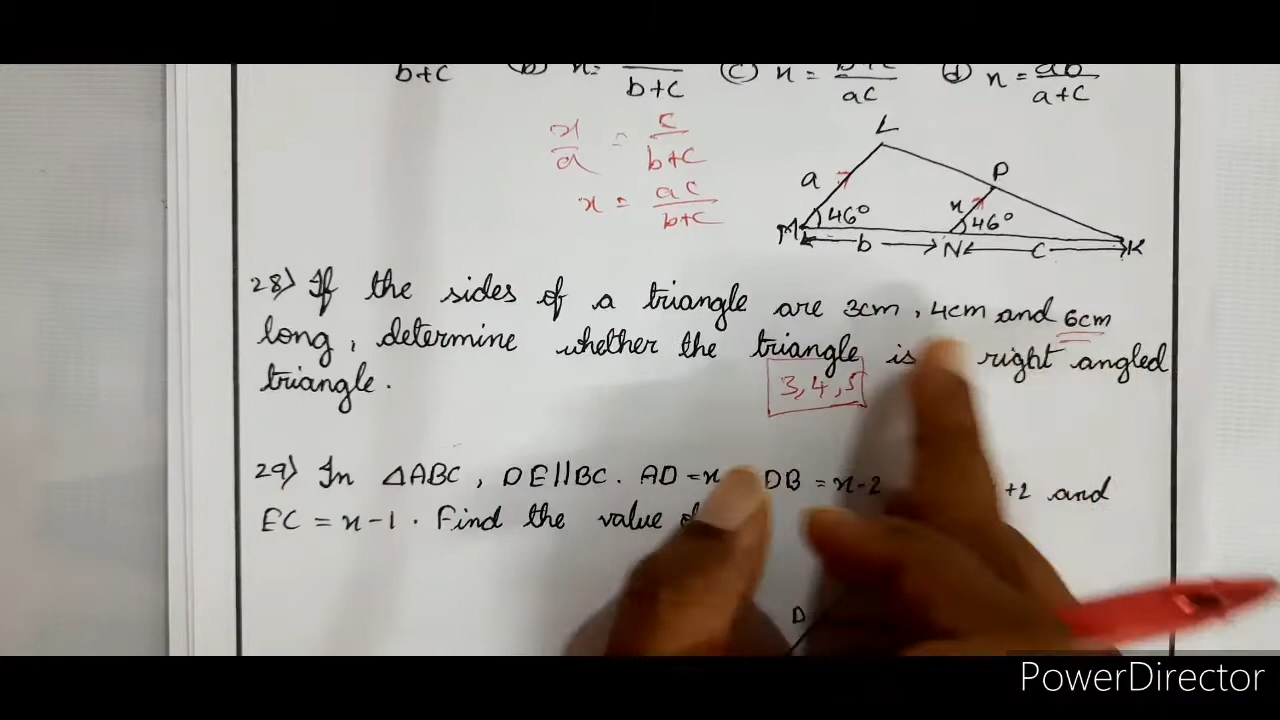 b+c (b) x= b+c (c) x = b+c / ac (d) x = ab / a+c
x/a = c/b+c
x = ac/b+c
L
a P
x
M 46° 46°
b N c K
28) If the sides of a triangle are 3cm, 4cm and 6cm
long, determine whether the triangle is right angled
triangle.
3,4,5
29) In △ABC, DE||BC. AD=x DB = x-2 +2 and
EC = x-1. Find the value
D
PowerDirector